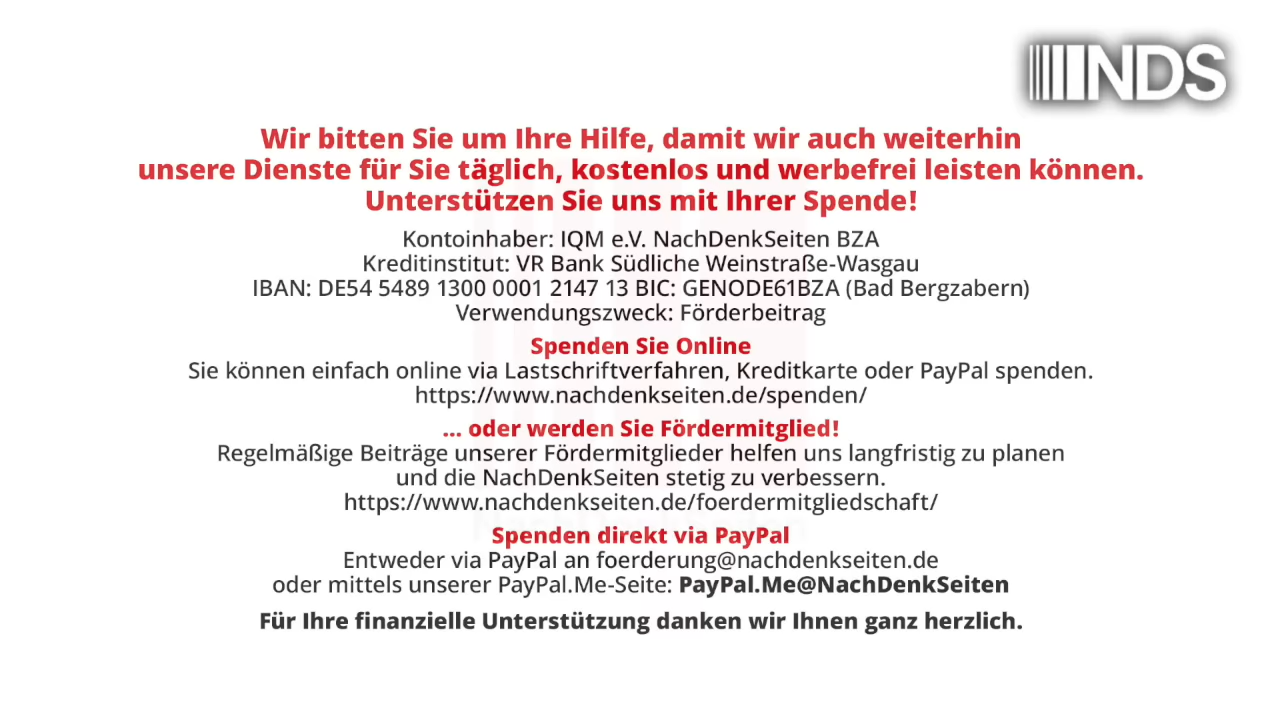 NDS
Wir bitten Sie um Ihre Hilfe, damit wir auch weiterhin
unsere Dienste für Sie täglich, kostenlos und werbefrei leisten können.
Unterstützen Sie uns mit Ihrer Spende!
Kontoinhaber: IQM e.V. NachDenkSeiten BZA
Kreditinstitut: VR Bank Südliche Weinstraße-Wasgau
IBAN: DE54 5489 1300 0001 2147 13 BIC: GENODE61BZA (Bad Bergzabern)
Verwendungszweck: Förderbeitrag
Spenden Sie Online
Sie können einfach online via Lastschriftverfahren, Kreditkarte oder PayPal spenden.
https://www.nachdenkseiten.de/spenden/
... oder werden Sie Fördermitglied!
Regelmäßige Beiträge unserer Fördermitglieder helfen uns langfristig zu planen
und die NachDenkSeiten stetig zu verbessern.
https://www.nachdenkseiten.de/foerdermitgliedschaft/
Spenden direkt via PayPal
Entweder via PayPal an foerderung@nachdenkseiten.de
oder mittels unserer PayPal.Me-Seite: PayPal.Me@NachDenkSeiten
Für Ihre finanzielle Unterstützung danken wir Ihnen ganz herzlich.